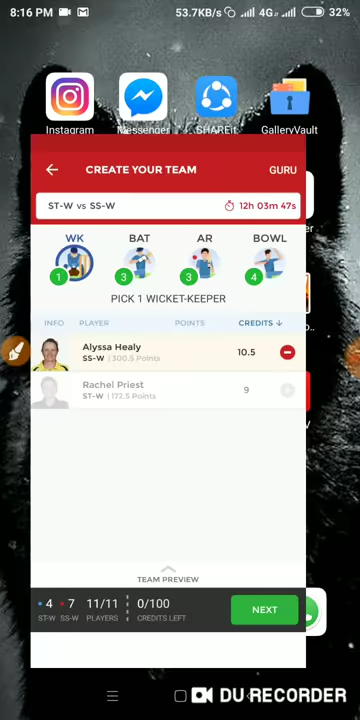 8:16 PM 53.7KB/s 4G 32%
Instagram Messenger SHAREit GalleryVault
CREATE YOUR TEAM GURU
ST-W vs SS-W 12h 03m 47s
WK BAT AR BOWL
1 3 3 4
PICK 1 WICKET-KEEPER
INFO PLAYER POINTS CREDITS
Alyssa Healy
SS-W | 300.5 Points 10.5
Rachel Priest
ST-W | 172.5 Points 9
TEAM PREVIEW
4 7 11/11 0/100 NEXT
ST-W SS-W PLAYERS CREDITS LEFT
DU RECORDER